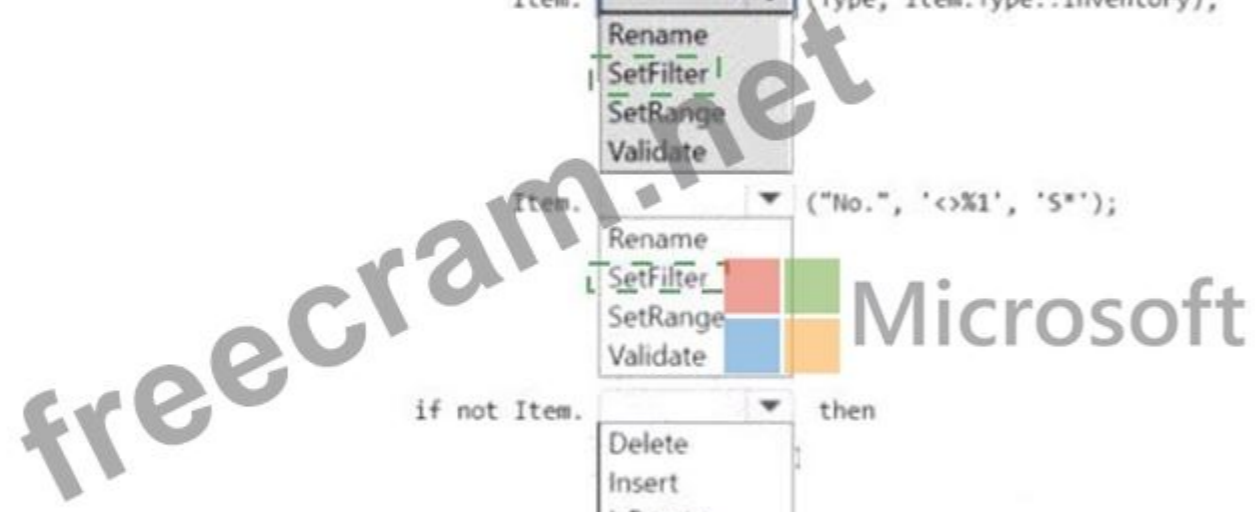 Item. (Type, Item.Type::Inventory);
Rename
SetFilter
SetRange
Validate
Item. ("No.", '<>%1', 'S*');
Rename
SetFilter
SetRange
Validate
Microsoft
if not Item. then
Delete
Insert
freecram.net